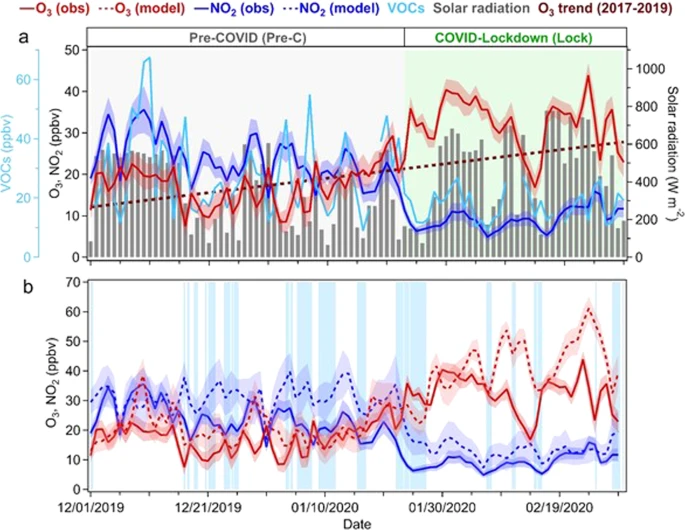 O3 (obs) O3 (model) NO2 (obs) NO2 (model) VOCs Solar radiation O3 trend (2017-2019)
a
Pre-COVID (Pre-C) COVID-Lockdown (Lock)
VOCs (ppbv)
60
40
20
0
O3, NO2 (ppbv)
50
40
30
20
10
0
Solar radiation (W m-2)
1000
800
600
400
200
0
b
O3, NO2 (ppbv)
70
60
50
40
30
20
10
0
12/01/2019 12/21/2019 01/10/2020 01/30/2020 02/19/2020
Date